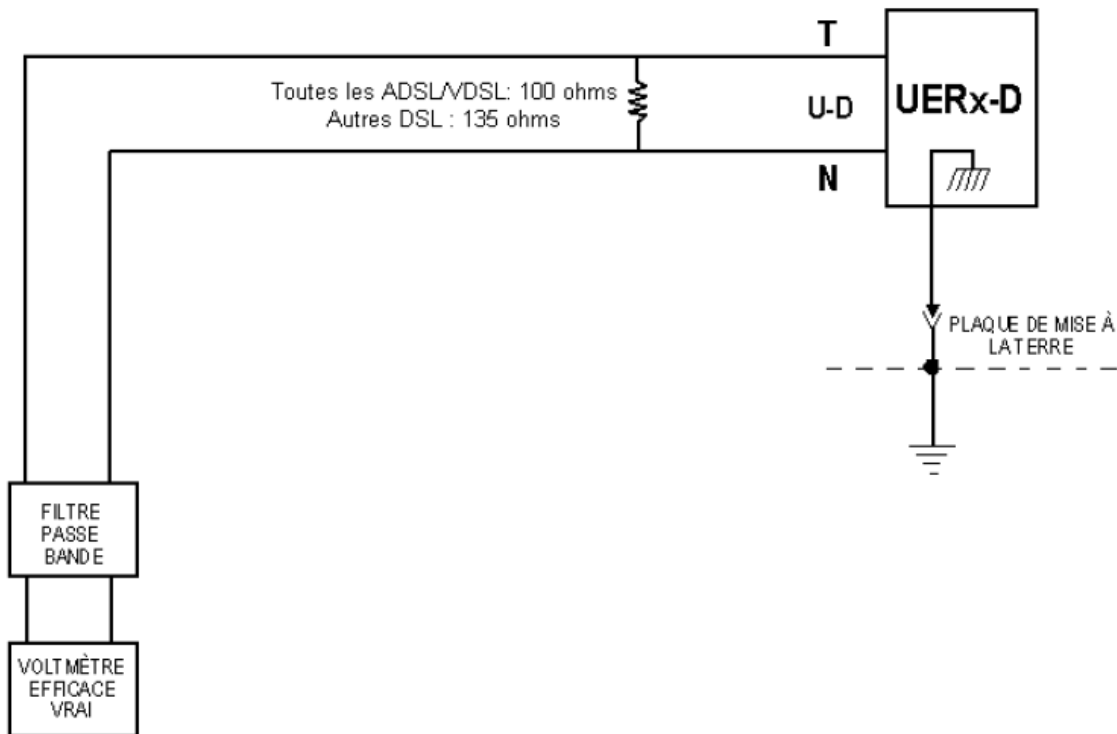 T
Toutes les ADSL/VDSL: 100 ohms
Autres DSL : 135 ohms
U-D
UERx-D
N
PLAQUE DE MISE À
LA TERRE
FILTRE
PASSE
BANDE
VOLTMÈTRE
EFFICACE
VRAI